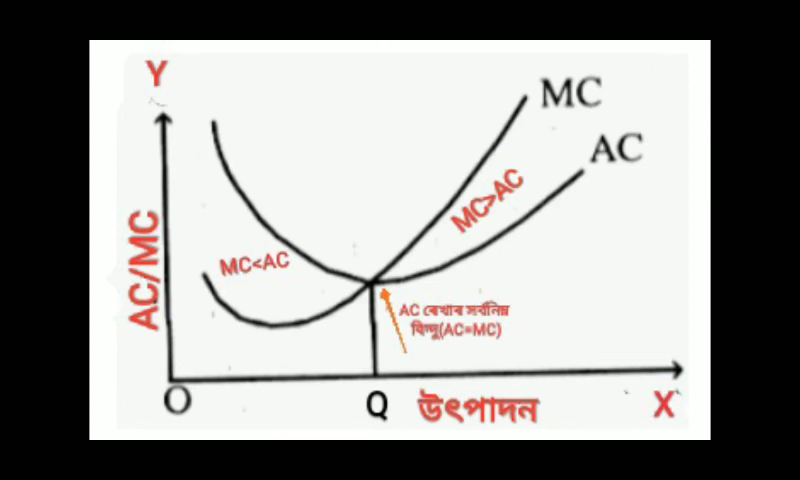 Y
MC
AC
MC>AC
AC/MC
MC<AC
AC ৰেখাৰ সৰ্বনিম্ন
বিন্দু(AC=MC)
O
Q
উৎপাদন
X